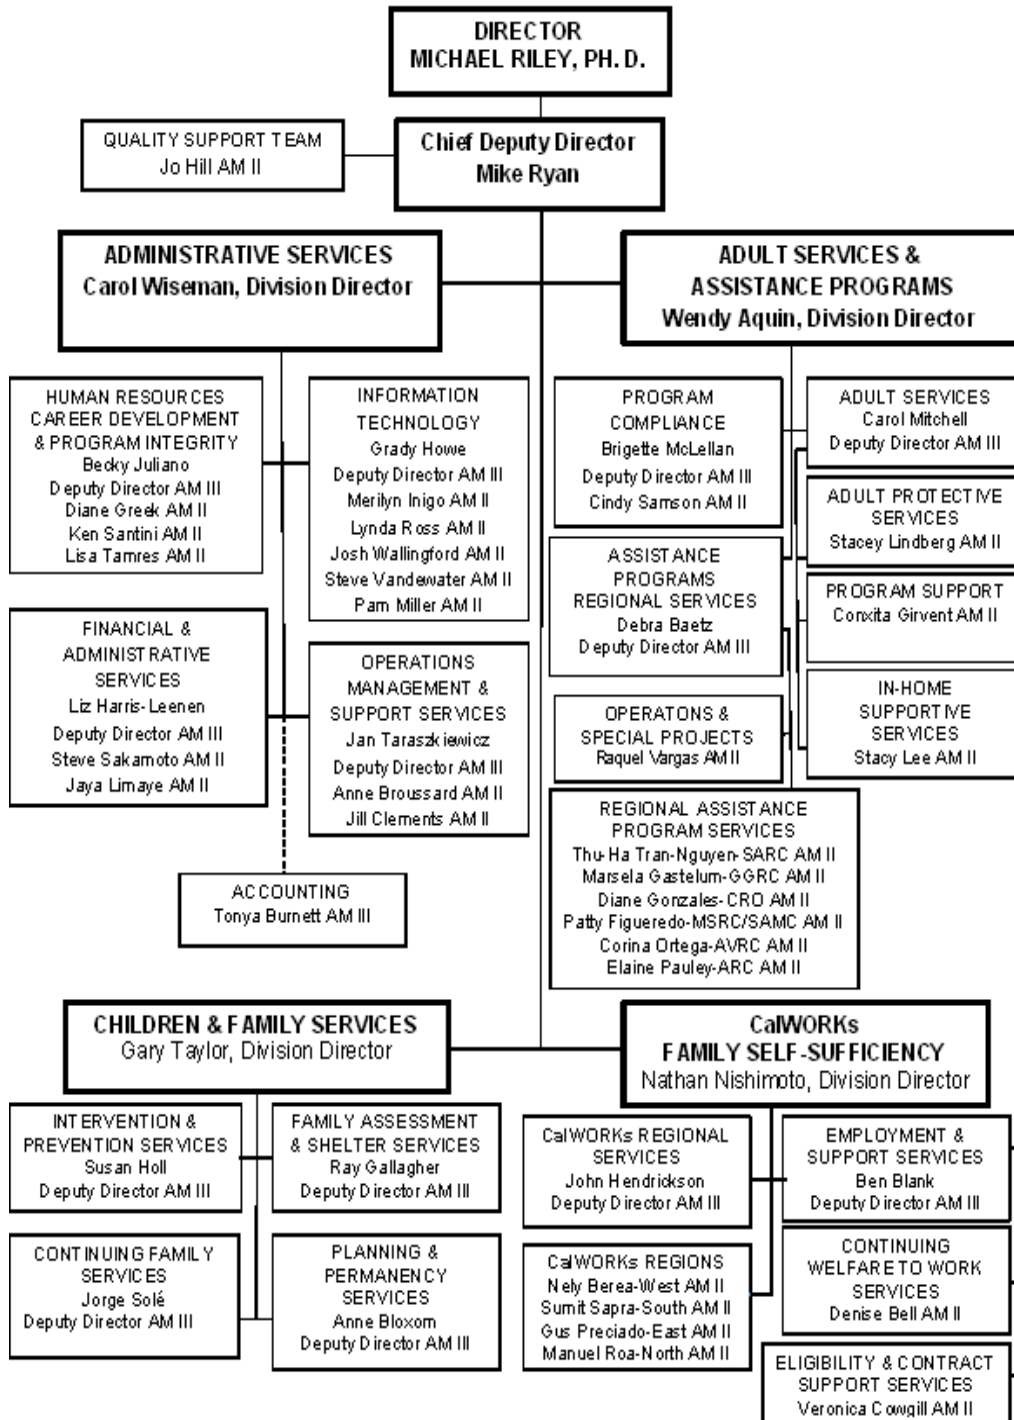 DIRECTOR
MICHAEL RILEY, PH. D.
QUALITY SUPPORT TEAM
Jo Hill AM II
Chief Deputy Director
Mike Ryan
ADMINISTRATIVE SERVICES
Carol Wiseman, Division Director
ADULT SERVICES &
ASSISTANCE PROGRAMS
Wendy Aquin, Division Director
HUMAN RESOURCES
CAREER DEVELOPMENT
& PROGRAM INTEGRITY
Becky Juliano
Deputy Director AM III
Diane Greek AM II
Ken Santini AM II
Lisa Tamres AM II
INFORMATION
TECHNOLOGY
Grady Howe
Deputy Director AM III
Merilyn Inigo AM II
Lynda Ross AM II
Josh Wallingford AM II
Steve Vandewater AM II
Pam Miller AM II
FINANCIAL &
ADMINISTRATIVE
SERVICES
Liz Harris-Leenen
Deputy Director AM III
Steve Sakamoto AM II
Jaya Limaye AM II
OPERATIONS
MANAGEMENT &
SUPPORT SERVICES
Jan Taraszkiewicz
Deputy Director AM III
Anne Broussard AM II
Jill Clements AM II
ACCOUNTING
Tonya Burnett AM III
PROGRAM
COMPLIANCE
Brigette McLellan
Deputy Director AM III
Cindy Samson AM II
ADULT SERVICES
Carol Mitchell
Deputy Director AM III
ADULT PROTECTIVE
SERVICES
Stacey Lindberg AM II
ASSISTANCE
PROGRAMS
REGIONAL SERVICES
Debra Baetz
Deputy Director AM III
PROGRAM SUPPORT
Conxita Girvent AM II
OPERATONS &
SPECIAL PROJECTS
Raquel Vargas AM II
IN-HOME
SUPPORTIVE
SERVICES
Stacy Lee AM II
REGIONAL ASSISTANCE
PROGRAM SERVICES
Thu-Ha Tran-Nguyen-SARC AM II
Marsela Gastelum-GGRC AM II
Diane Gonzales-CRO AM II
Patty Figueredo-MSRC/SAMC AM II
Corina Ortega-AVRC AM II
Elaine Pauley-ARC AM II
CHILDREN & FAMILY SERVICES
Gary Taylor, Division Director
CalWORKs
FAMILY SELF-SUFFICIENCY
Nathan Nishimoto, Division Director
INTERVENTION &
PREVENTION SERVICES
Susan Holl
Deputy Director AM III
FAMILY ASSESSMENT
& SHELTER SERVICES
Ray Gallagher
Deputy Director AM III
CONTINUING FAMILY
SERVICES
Jorge Solé
Deputy Director AM III
PLANNING &
PERMANENCY
SERVICES
Anne Bloxom
Deputy Director AM III
CalWORKs REGIONAL
SERVICES
John Hendrickson
Deputy Director AM III
EMPLOYMENT &
SUPPORT SERVICES
Ben Blank
Deputy Director AM III
CalWORKs REGIONS
Nely Berea-West AM II
Sumit Sapra-South AM II
Gus Preciado-East AM II
Manuel Roa-North AM II
CONTINUING
WELFARE TO WORK
SERVICES
Denise Bell AM II
ELIGIBILITY & CONTRACT
SUPPORT SERVICES
Veronica Cowgill AM II